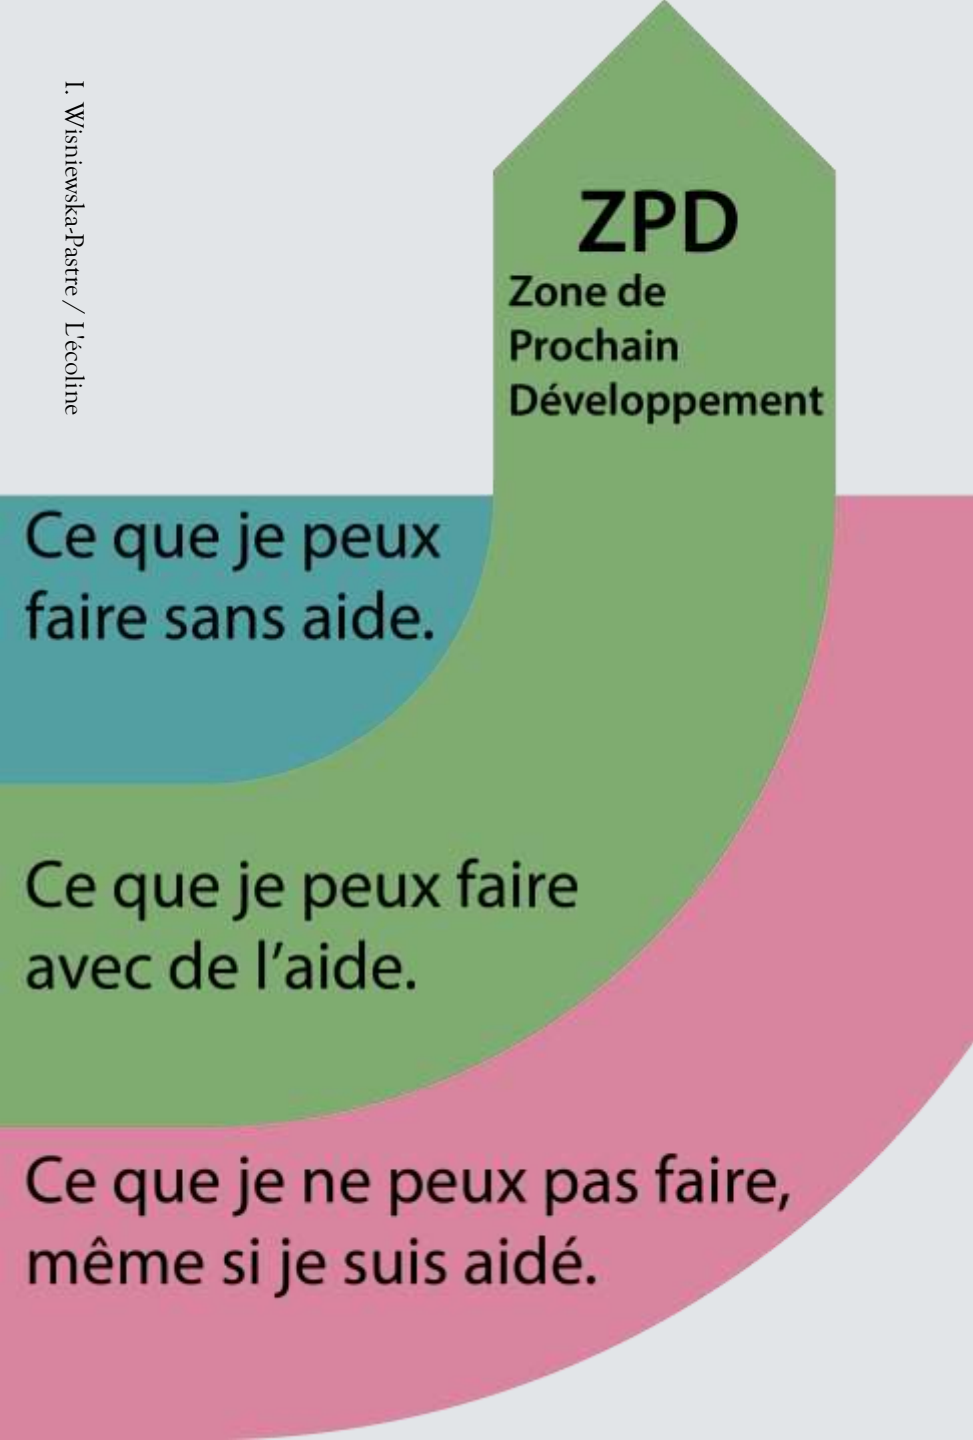 I. Wisniewska-Pastre / L'écoline
ZPD
Zone de
Prochain
Développement
Ce que je peux
faire sans aide.
Ce que je peux faire
avec de l’aide.
Ce que je ne peux pas faire,
même si je suis aidé.